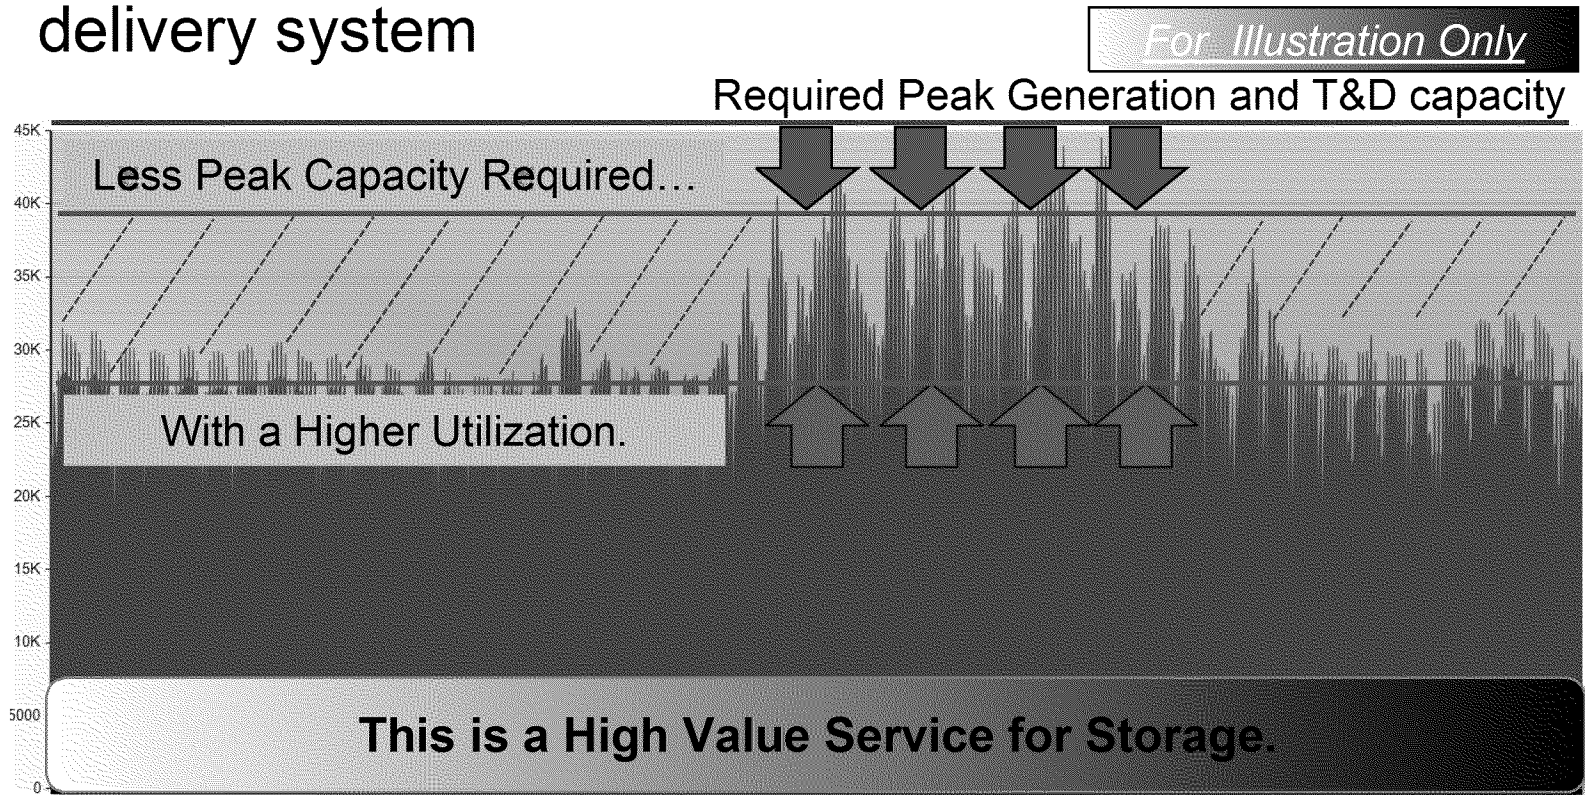 delivery system
For Illustration Only
Required Peak Generation and T&D capacity
45K
Less Peak Capacity Required…
40K
35K
30K
25K
With a Higher Utilization.
20K
15K
10K
5000
This is a High Value Service for Storage.
0